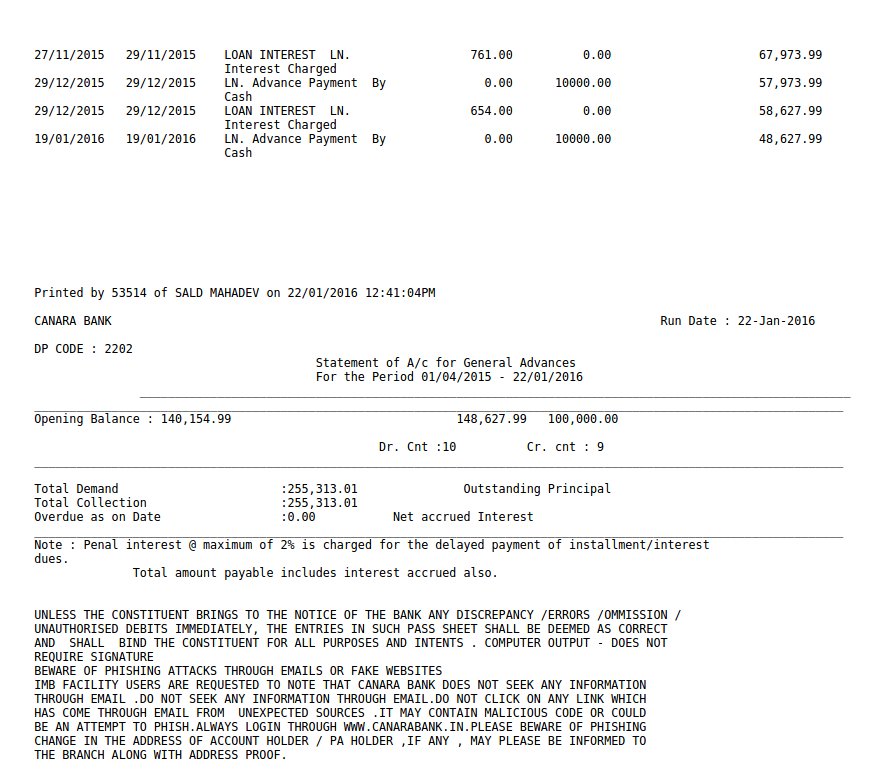 27/11/2015 29/11/2015 LOAN INTEREST LN. 761.00 0.00 67,973.99
Interest Charged
29/12/2015 29/12/2015 LN. Advance Payment By 0.00 10000.00 57,973.99
Cash
29/12/2015 29/12/2015 LOAN INTEREST LN. 654.00 0.00 58,627.99
Interest Charged
19/01/2016 19/01/2016 LN. Advance Payment By 0.00 10000.00 48,627.99
Cash
Printed by 53514 of SALD MAHADEV on 22/01/2016 12:41:04PM
CANARA BANK Run Date : 22-Jan-2016
DP CODE : 2202
Statement of A/c for General Advances
For the Period 01/04/2015 - 22/01/2016
Opening Balance : 140,154.99 148,627.99 100,000.00
Dr. Cnt :10 Cr. cnt : 9
Total Demand :255,313.01 Outstanding Principal
Total Collection :255,313.01
Overdue as on Date :0.00 Net accrued Interest
Note : Penal interest @ maximum of 2% is charged for the delayed payment of installment/interest
dues.
Total amount payable includes interest accrued also.
UNLESS THE CONSTITUENT BRINGS TO THE NOTICE OF THE BANK ANY DISCREPANCY /ERRORS /OMMISSION /
UNAUTHORISED DEBITS IMMEDIATELY, THE ENTRIES IN SUCH PASS SHEET SHALL BE DEEMED AS CORRECT
AND SHALL BIND THE CONSTITUENT FOR ALL PURPOSES AND INTENTS . COMPUTER OUTPUT - DOES NOT
REQUIRE SIGNATURE
BEWARE OF PHISHING ATTACKS THROUGH EMAILS OR FAKE WEBSITES
IMB FACILITY USERS ARE REQUESTED TO NOTE THAT CANARA BANK DOES NOT SEEK ANY INFORMATION
THROUGH EMAIL .DO NOT SEEK ANY INFORMATION THROUGH EMAIL.DO NOT CLICK ON ANY LINK WHICH
HAS COME THROUGH EMAIL FROM UNEXPECTED SOURCES .IT MAY CONTAIN MALICIOUS CODE OR COULD
BE AN ATTEMPT TO PHISH.ALWAYS LOGIN THROUGH WWW.CANARABANK.IN.PLEASE BEWARE OF PHISHING
CHANGE IN THE ADDRESS OF ACCOUNT HOLDER / PA HOLDER ,IF ANY , MAY PLEASE BE INFORMED TO
THE BRANCH ALONG WITH ADDRESS PROOF.